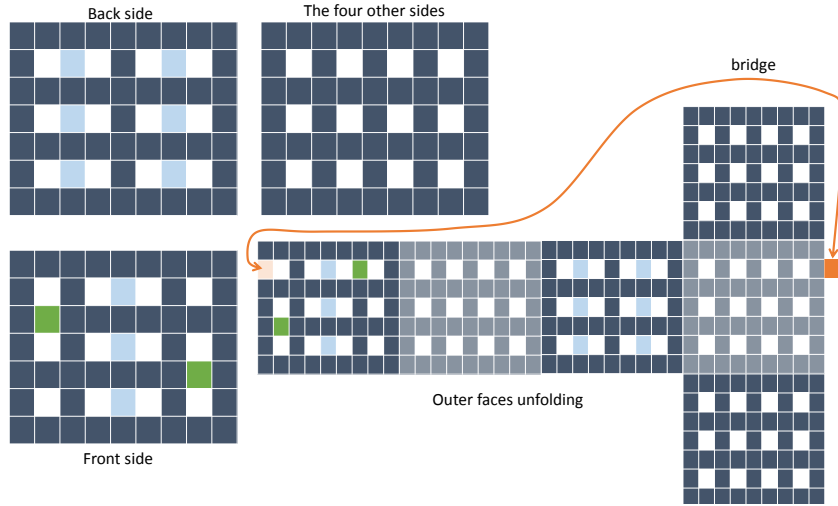 Back side
The four other sides
bridge
Outer faces unfolding
Front side